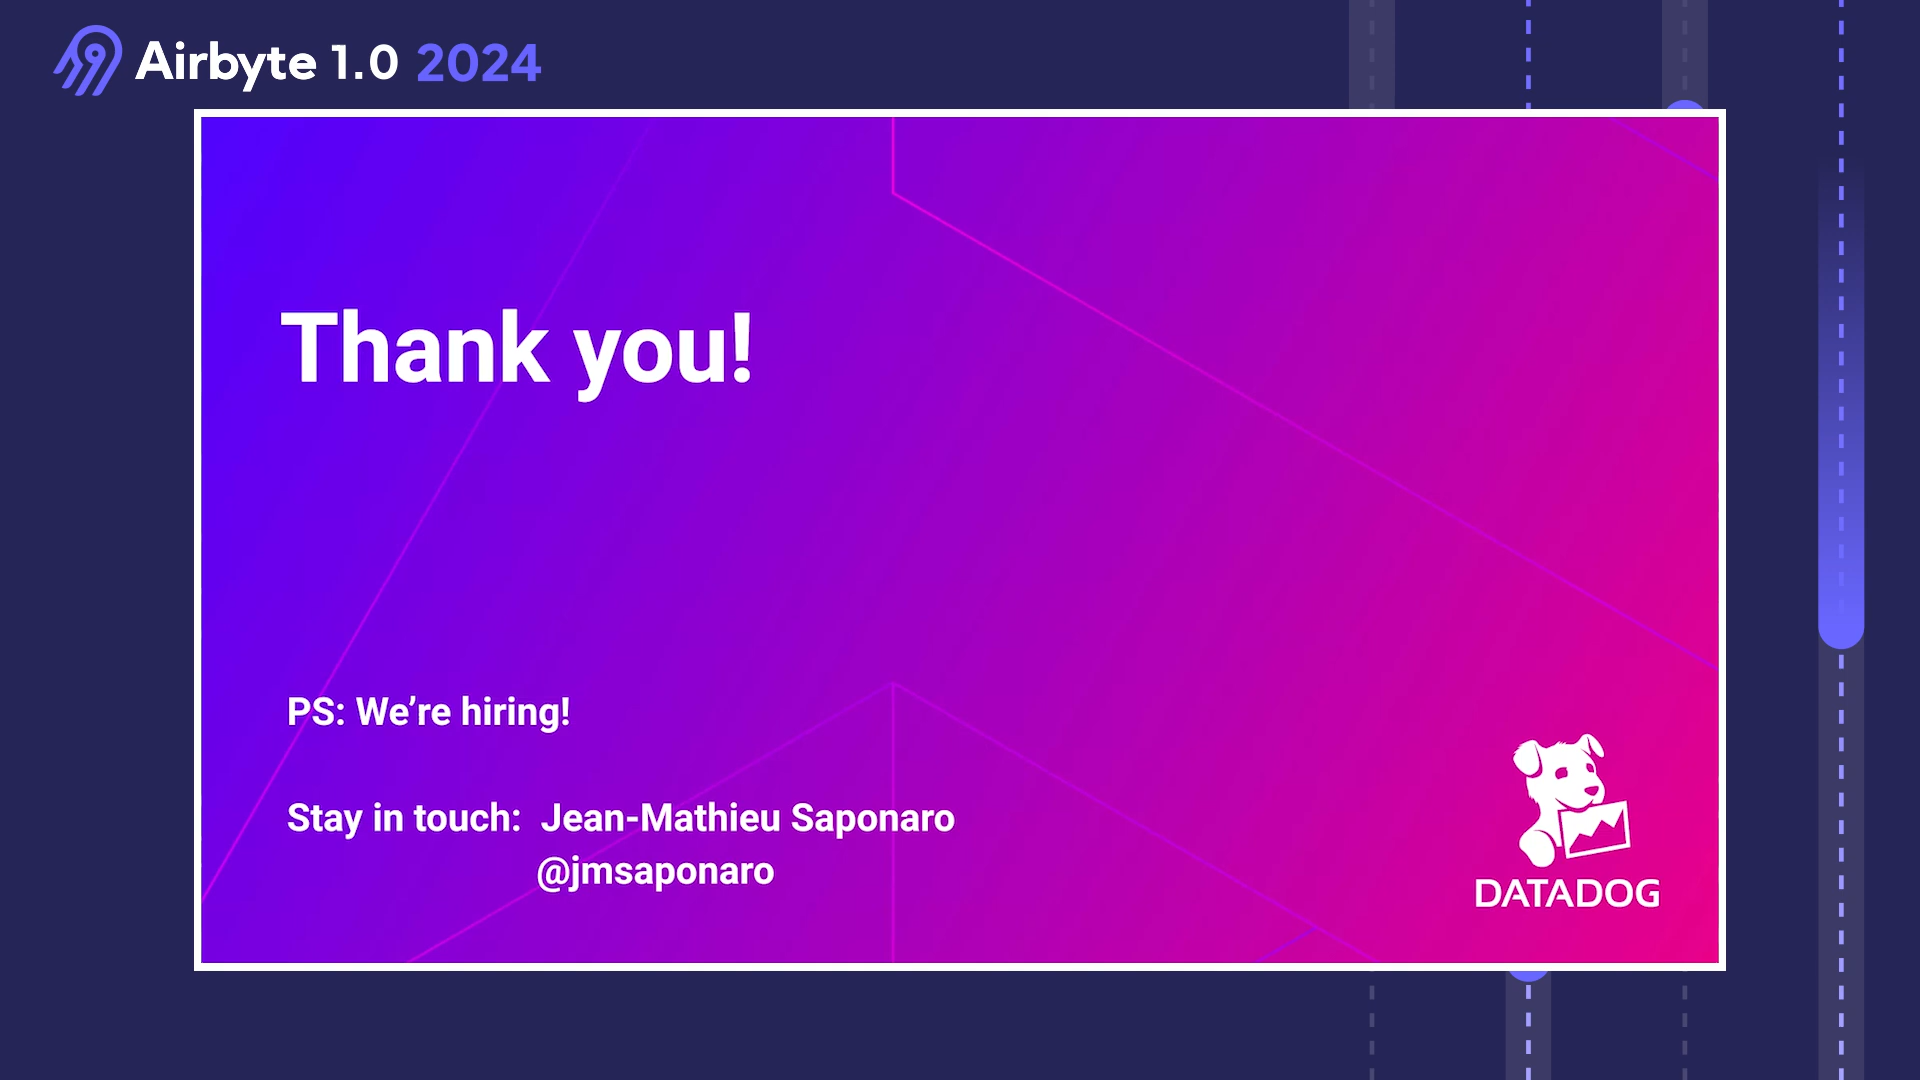 Airbyte 1.0 2024
Thank you!
PS: We’re hiring!
Stay in touch: Jean-Mathieu Saponaro
@jmsaponaro
DATADOG